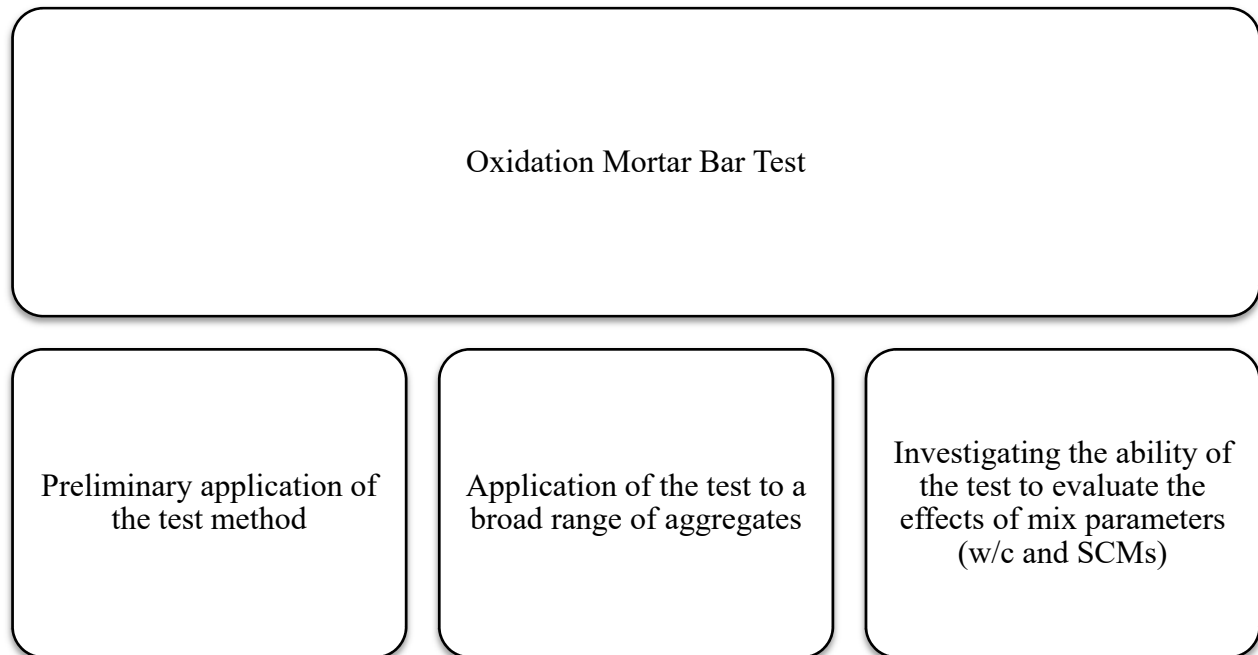 Oxidation Mortar Bar Test
Preliminary application of
the test method
Application of the test to a
broad range of aggregates
Investigating the ability of
the test to evaluate the
effects of mix parameters
(w/c and SCMs)